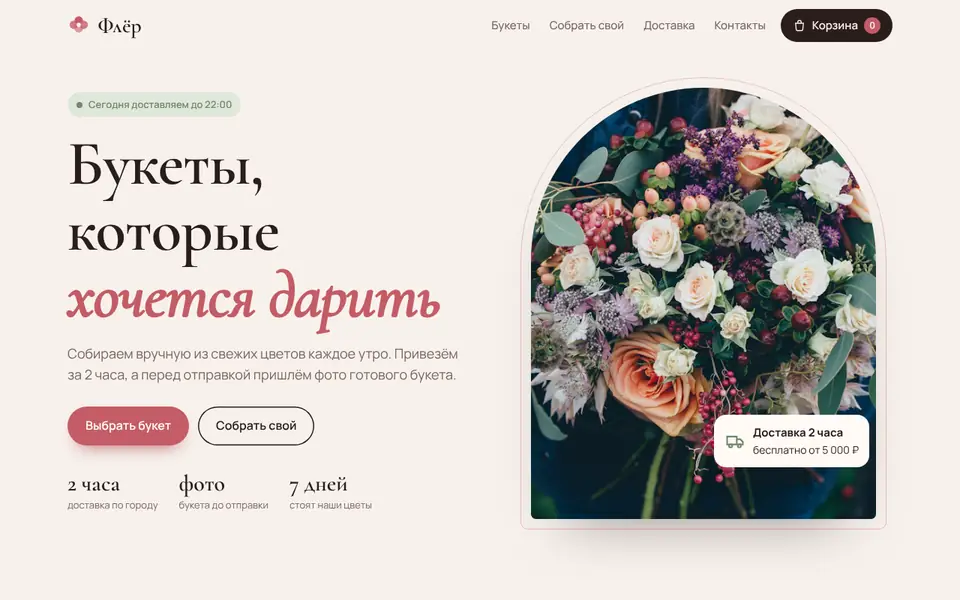 Флёр
Букеты
Собрать свой
Доставка
Контакты
Корзина 0
Сегодня доставляем до 22:00
Букеты,
которые
хочется дарить
Собираем вручную из свежих цветов каждое утро. Привезём
за 2 часа, а перед отправкой пришлём фото готового букета.
Выбрать букет
Собрать свой
2 часа
доставка по городу
фото
букета до отправки
7 дней
стоят наши цветы
Доставка 2 часа
бесплатно от 5 000 ₽